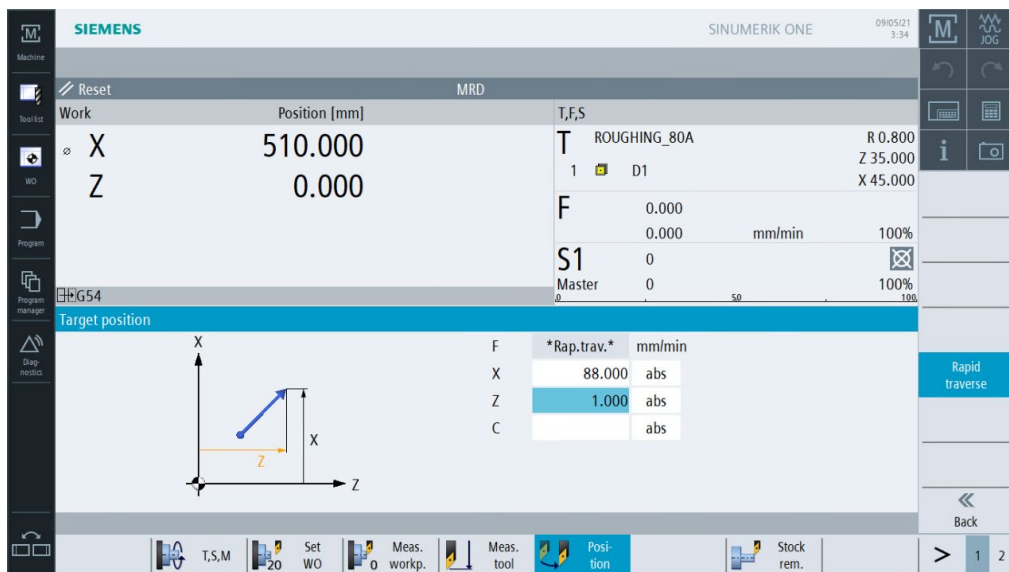 SIEMENS
SINUMERIK ONE
09/05/21
3:34
M
Machine
JOG
Reset
MRD
Work
Position [mm]
T,F,S
Tool list
X
510.000
T
ROUGHING_80A
R 0.800
Z 35.000
1
D1
X 45.000
WO
Z
0.000
F
0.000
0.000
mm/min
100%
Program
S1
0
Master
0
100%
G54
0
50
100
Program
manager
Target position
Diag-
nostics
X
F
*Rap.trav.*
mm/min
X
88.000
abs
Z
1.000
abs
C
abs
X
Z
Z
Rapid
traverse
Back
T,S,M
20
Set
WO
0
Meas.
workp.
Meas.
tool
Posi-
tion
Stock
rem.
1
2
M
i